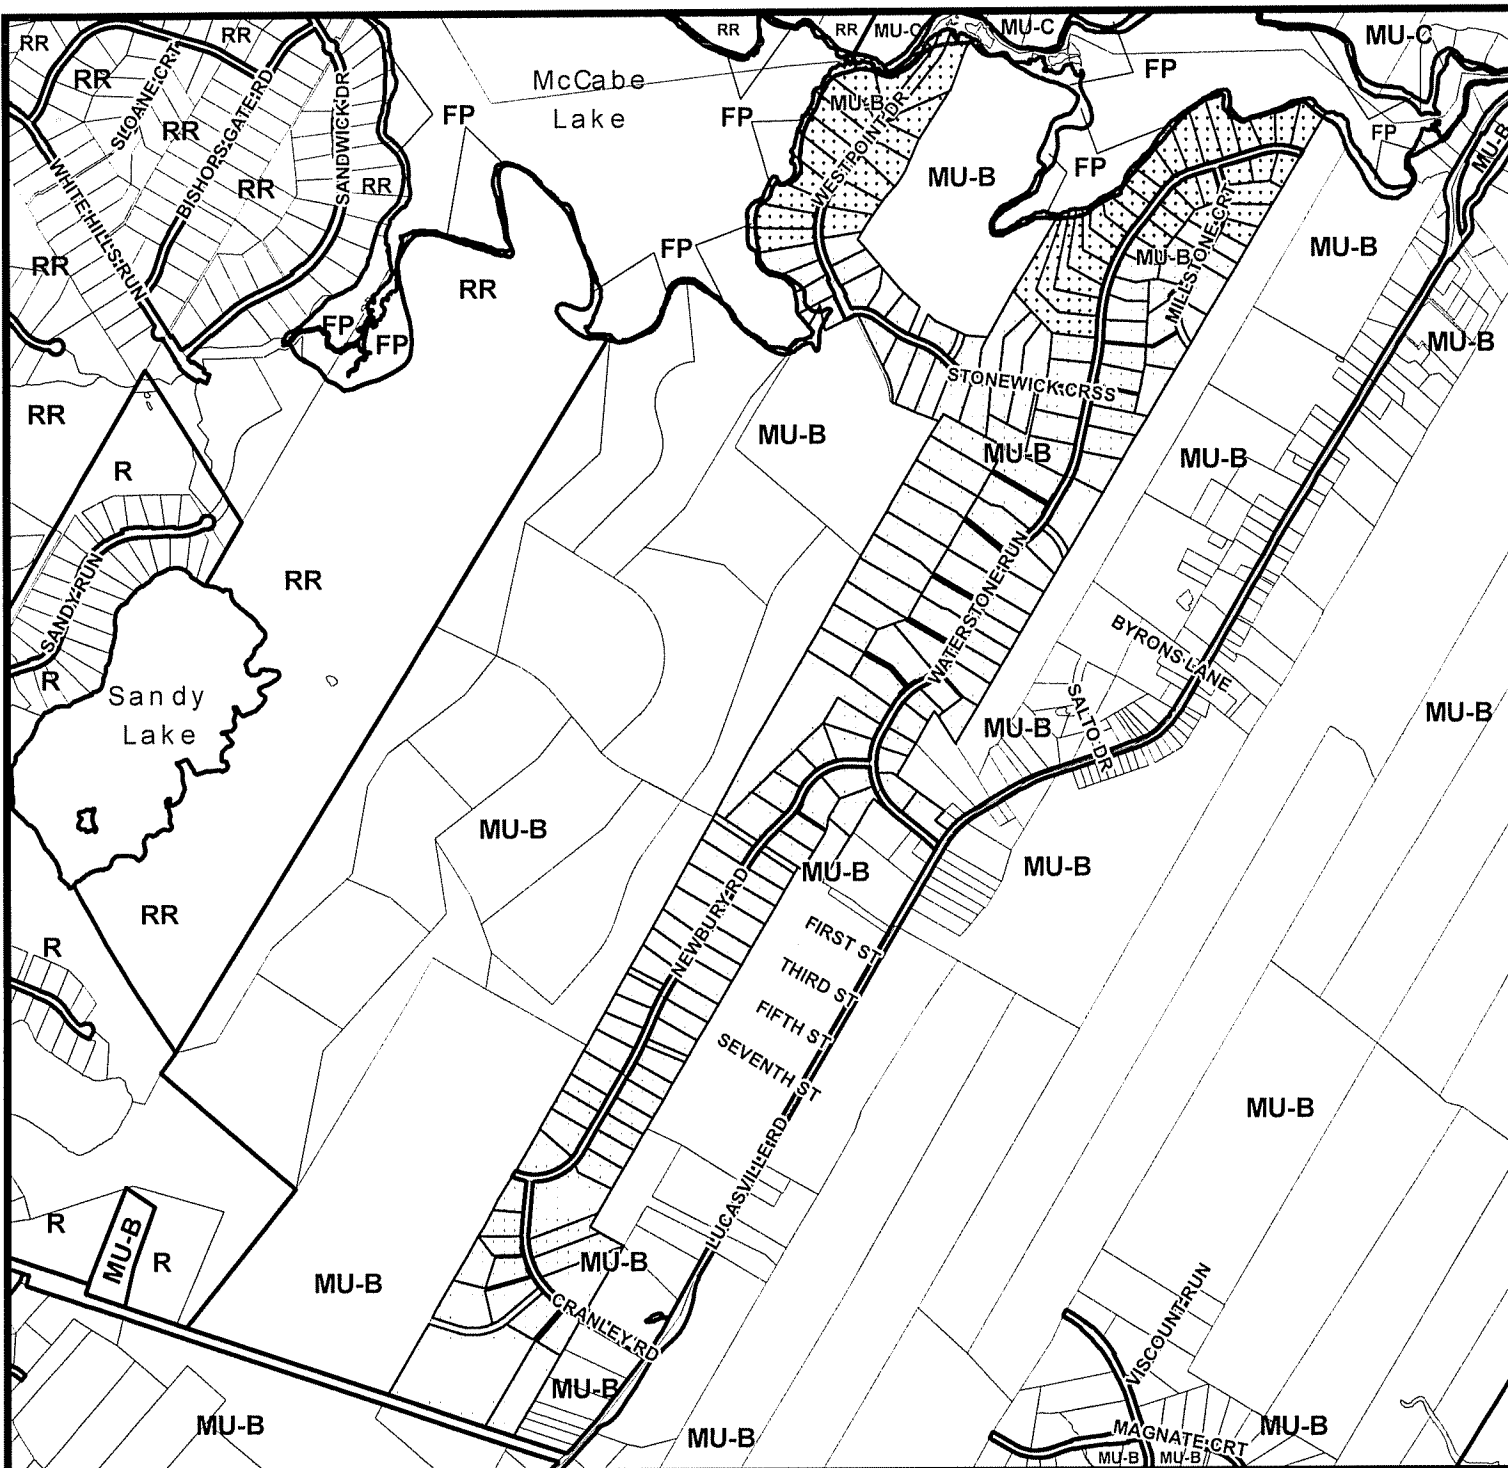 RR
RR
RR
MU-C
MU-C
MU-C
RR
SLOANE CRT
RR
BISHOPSGATE RD
SANDWICK DR
McCabe
Lake
FP
FP
FP
MU-B
WESTPOINT DR
FP
FP
MU-B
RR
RR
WHITE HILLS RUN
MU-B
FP
RR
FP
RR
MU-B
MU-B
MILLSTONE CRT
FP
FP
MU-B
STONEWICK CRSS
RR
R
MU-B
MU-B
MU-B
SANDY RUN
RR
WATERSTONE RUN
BYRONS LANE
R
Sandy
Lake
MU-B
SALTO DR
MU-B
MU-B
MU-B
MU-B
RR
NEWBURY RD
FIRST ST
R
THIRD ST
FIFTH ST
SEVENTH ST
MU-B
LUCASVILLE RD
R
MU-B
R
MU-B
MU-B
CRANLEY RD
VISCOUNT RUN
MU-B
MU-B
MU-B
MAGNATE CRT
MU-B
MU-B
MU-B